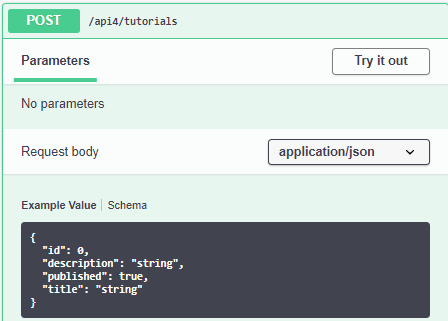 POST /api4/tutorials
Parameters Try it out
No parameters
Request body application/json
Example Value Schema
{
"id": 0,
"description": "string",
"published": true,
"title": "string"
}